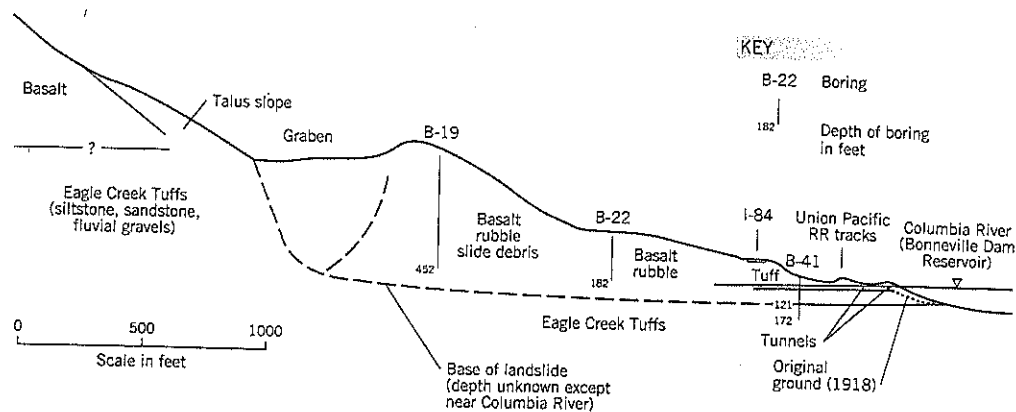 KEY
B-22 Boring
182
Depth of boring
in feet
Basalt
Talus slope
Graben
B-19
?
Eagle Creek Tuffs
(siltstone, sandstone,
fluvial gravels)
Basalt
rubble
slide debris
452
B-22
Basalt
rubble
182
I-84
Union Pacific
RR tracks
Columbia River
(Bonneville Dam
Reservoir)
B-41
Tuff
121
172
Eagle Creek Tuffs
Tunnels
Original
ground (1918)
0 500 1000
Scale in feet
Base of landslide
(depth unknown except
near Columbia River)